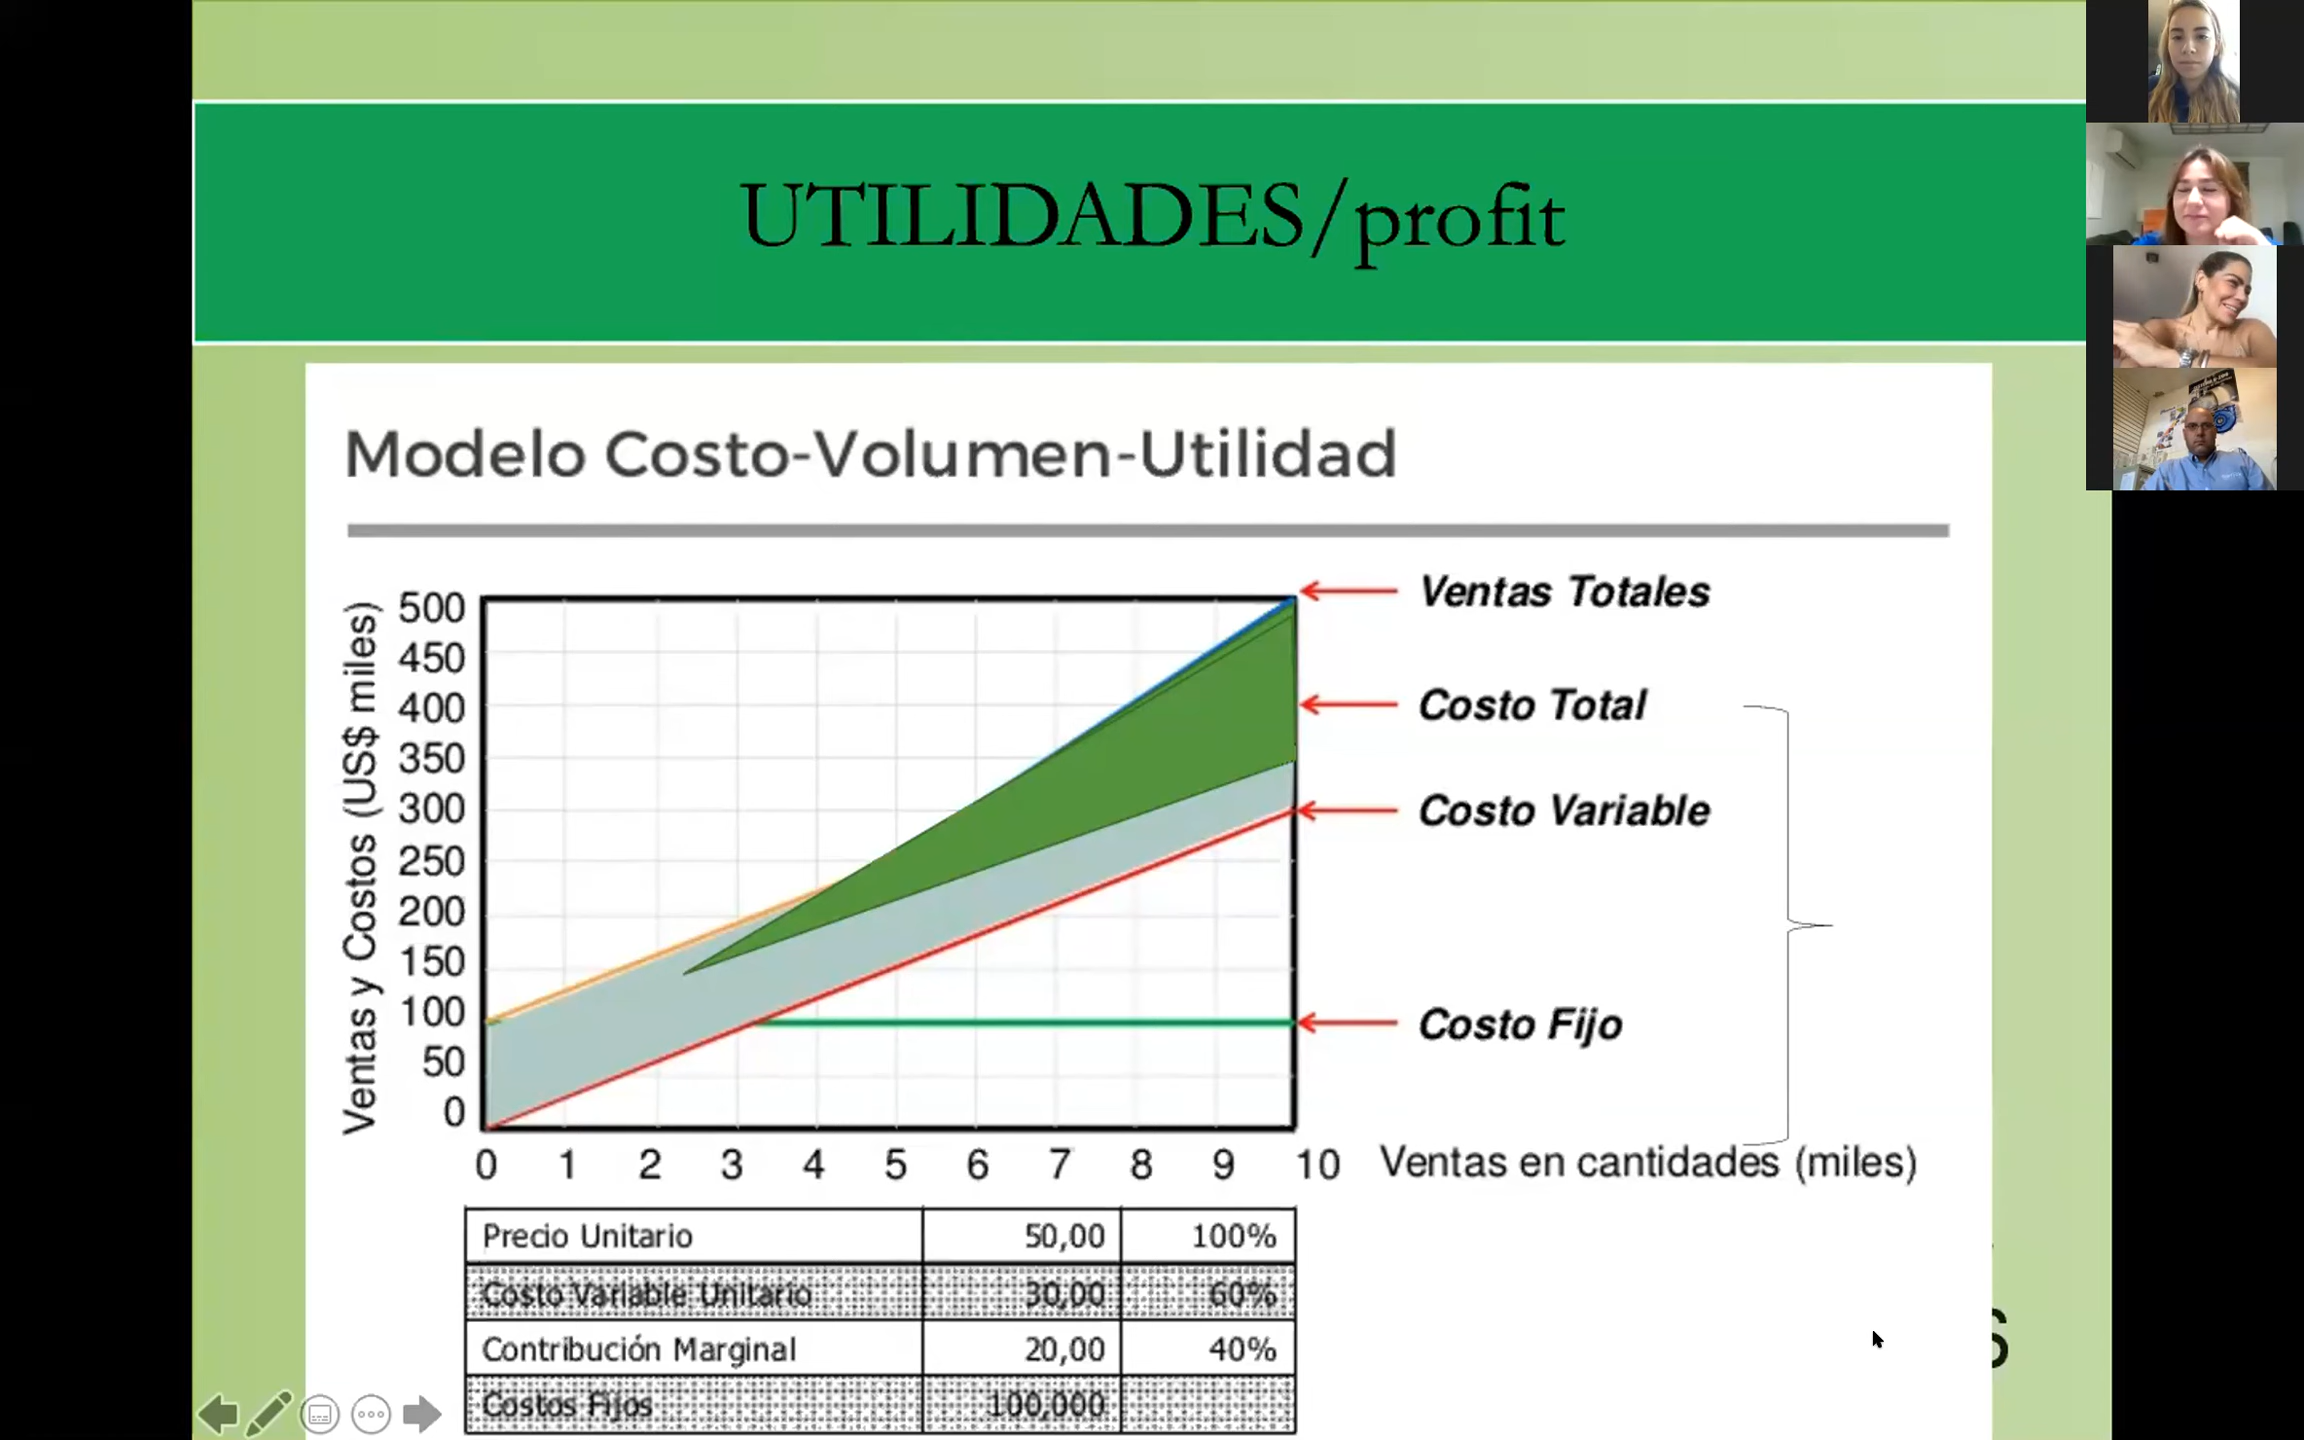 UTILIDADES/profit
Modelo Costo-Volumen-Utilidad
Ventas y Costos (US$ miles)
500
450
400
350
300
250
200
150
100
50
0
Ventas Totales
Costo Total
Costo Variable
Costo Fijo
0 1 2 3 4 5 6 7 8 9 10 Ventas en cantidades (miles)
Precio Unitario 50,00 100%
Costo Variable Unitario 30,00 60%
Contribución Marginal 20,00 40%
Costos Fijos 100,000